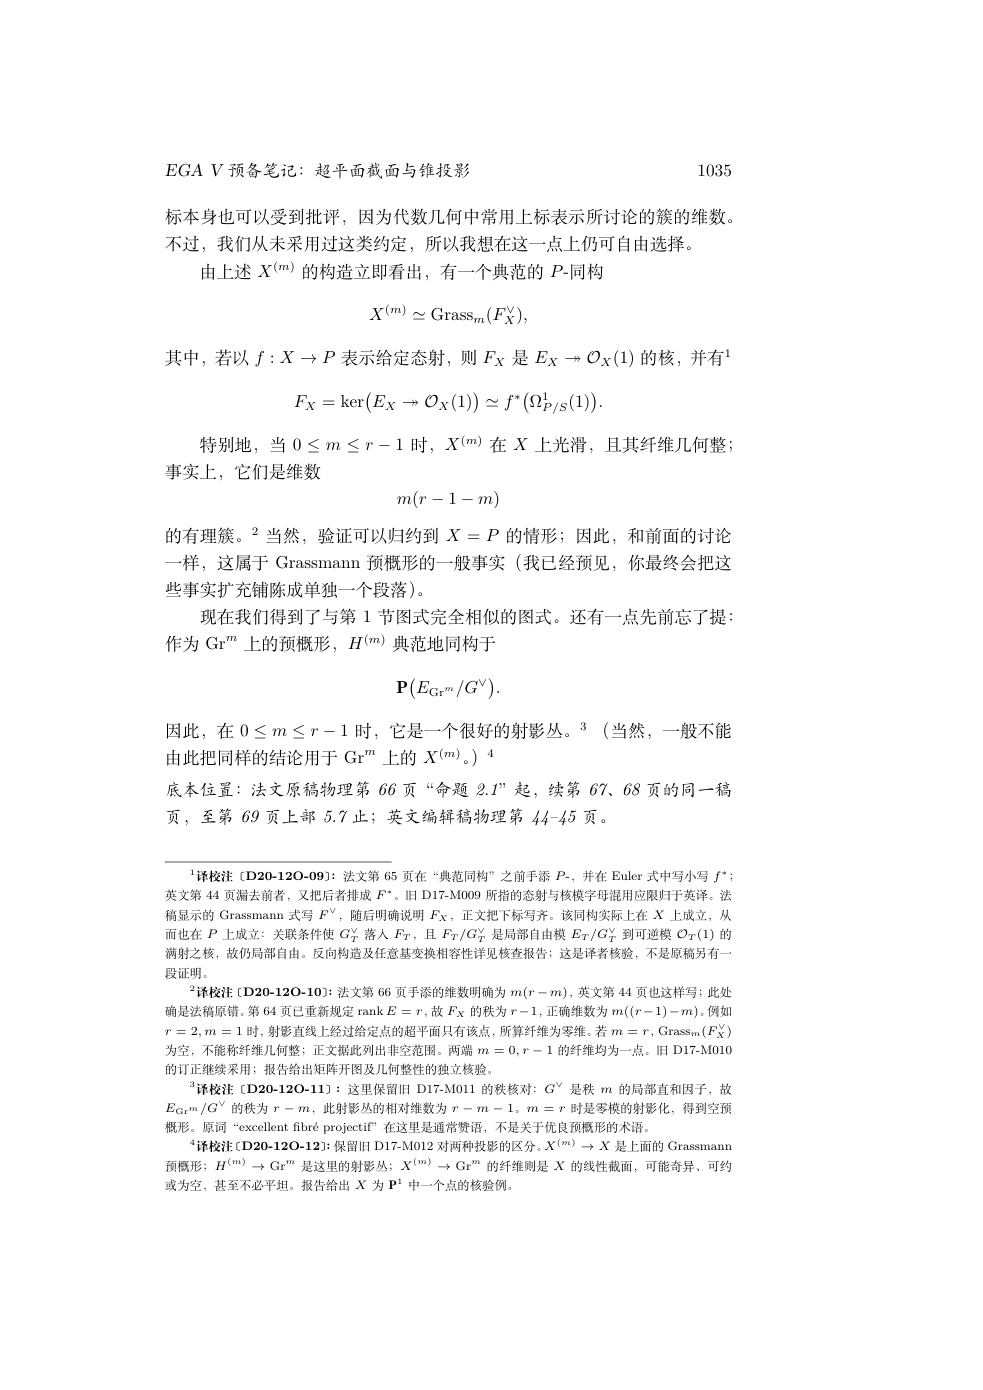 EGA V 预备笔记：超平面截面与锥投影 1035
标本身也可以受到批评，因为代数几何中常用上标表示所讨论的簇的维数。
不过，我们从未采用过这类约定，所以我想在这一点上仍可自由选择。
由上述 X^{(m)} 的构造立即看出，有一个典范的 P-同构
X^{(m)} ≃ Grass_m(F_X^∨),
其中，若以 f : X → P 表示给定态射，则 F_X 是 E_X ↠ 𝒪_X(1) 的核，并有¹
F_X = ker(E_X ↠ 𝒪_X(1)) ≃ f*(Ω^1_{P/S}(1)).
特别地，当 0 ≤ m ≤ r − 1 时，X^{(m)} 在 X 上光滑，且其纤维几何整；
事实上，它们是维数
m(r − 1 − m)
的有理簇。² 当然，验证可以归约到 X = P 的情形；因此，和前面的讨论
一样，这属于 Grassmann 预概形的一般事实（我已经预见，你最终会把这
些事实扩充铺陈成单独一个段落）。
现在我们得到了与第 1 节图式完全相似的图式。还有一点先前忘了提：
作为 Gr^m 上的预概形，H^{(m)} 典范地同构于
P(E_{Gr^m}/G^∨).
因此，在 0 ≤ m ≤ r − 1 时，它是一个很好的射影丛。³ （当然，一般不能
由此把同样的结论用于 Gr^m 上的 X^{(m)}。）⁴
底本位置：法文原稿物理第 66 页 “命题 2.1” 起，续第 67、68 页的同一稿
页，至第 69 页上部 5.7 止；英文编辑稿物理第 44–45 页。
¹译校注〔D20-12O-09〕：法文第 65 页在 “典范同构” 之前手添 P-，并在 Euler 式中写小写 f*；
英文第 44 页漏去前者，又把后者排成 F*。旧 D17-M009 所指的态射与核模字母混用应限归于英译。法
稿显示的 Grassmann 式写 F^∨，随后明确说明 F_X，正文把下标写齐。该同构实际上在 X 上成立，从
而也在 P 上成立：关联条件使 G_T^∨ 落入 F_T，且 F_T/G_T^∨ 是局部自由模 E_T/G_T^∨ 到可逆模 𝒪_T(1) 的
满射之核，故仍局部自由。反向构造及任意基变换相容性详见核查报告；这是译者核验，不是原稿另有一
段证明。
²译校注〔D20-12O-10〕：法文第 66 页手添的维数明确为 m(r − m)，英文第 44 页也这样写；此处
确是法稿原错。第 64 页已重新规定 rank E = r，故 F_X 的秩为 r − 1，正确维数为 m((r − 1) − m)。例如
r = 2, m = 1 时，射影直线上经过给定点的超平面只有该点，所算纤维为零维。若 m = r，Grass_m(F_X^∨)
为空，不能称纤维几何整；正文据此列出非空范围。两端 m = 0, r − 1 的纤维均为一点。旧 D17-M010
的订正继续采用；报告给出矩阵开图及几何整性的独立核验。
³译校注〔D20-12O-11〕：这里保留旧 D17-M011 的秩核对：G^∨ 是秩 m 的局部直和因子，故
E_{Gr^m}/G^∨ 的秩为 r − m，此射影丛的相对维数为 r − m − 1。m = r 时是零模的射影化，得到空预
概形。原词 “excellent fibré projectif” 在这里是通常赞语，不是关于优良预概形的术语。
⁴译校注〔D20-12O-12〕：保留旧 D17-M012 对两种投影的区分。X^{(m)} → X 是上面的 Grassmann
预概形；H^{(m)} → Gr^m 是这里的射影丛；X^{(m)} → Gr^m 的纤维则是 X 的线性截面，可能奇异、可约
或为空，甚至不必平坦。报告给出 X 为 P^1 中一个点的核验例。